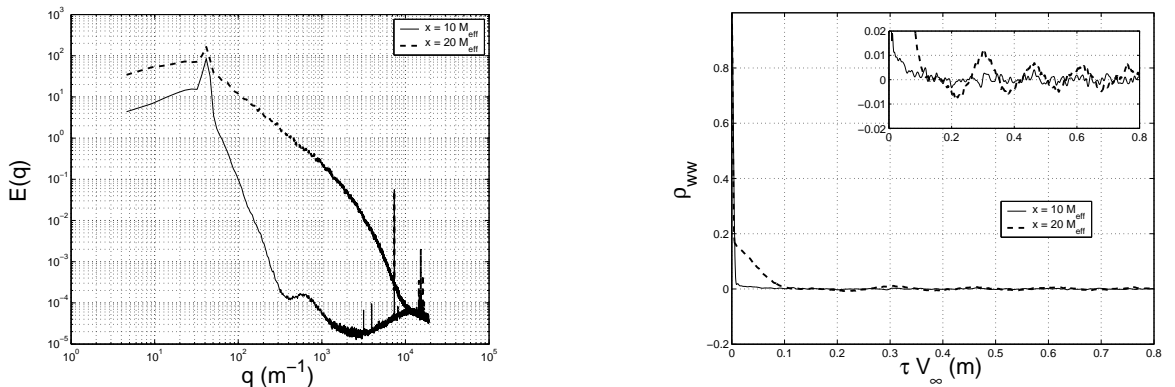 10³
10²
10¹
10⁰
10⁻¹
10⁻²
10⁻³
10⁻⁴
10⁻⁵
E(q)
x = 10 M_eff
x = 20 M_eff
10⁰ 10¹ 10² 10³ 10⁴ 10⁵
q (m⁻¹)
0.8
0.6
0.4
0.2
0
−0.2
ρ_ww
0.02
0.01
0
−0.01
−0.02
0 0.2 0.4 0.6 0.8
x = 10 M_eff
x = 20 M_eff
0 0.1 0.2 0.3 0.4 0.5 0.6 0.7 0.8
τ V_∞ (m)